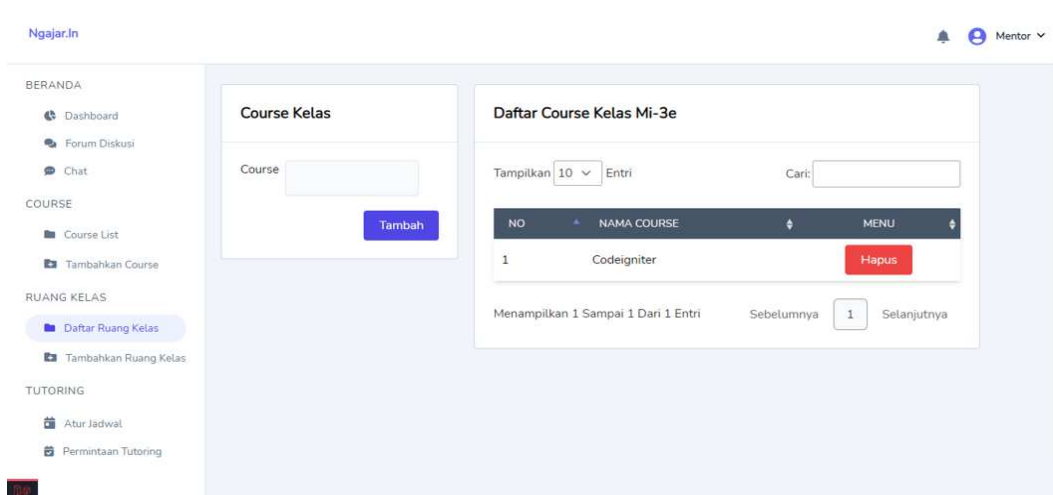 Ngajar.In
Mentor
BERANDA
Dashboard
Forum Diskusi
Chat
COURSE
Course List
Tambahkan Course
RUANG KELAS
Daftar Ruang Kelas
Tambahkan Ruang Kelas
TUTORING
Atur Jadwal
Permintaan Tutoring
Course Kelas
Course
Tambah
Daftar Course Kelas Mi-3e
Tampilkan 10 Entri Cari:
NO NAMA COURSE MENU
1 Codeigniter Hapus
Menampilkan 1 Sampai 1 Dari 1 Entri Sebelumnya 1 Selanjutnya